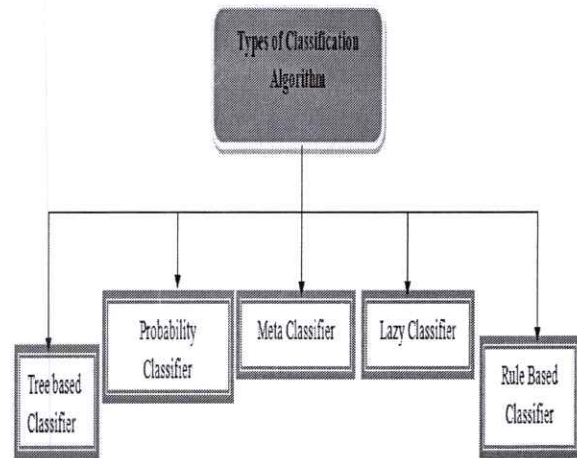 Types of Classification
Algorithm
Probability
Classifier
Meta Classifier
Lazy Classifier
Tree based
Classifier
Rule Based
Classifier